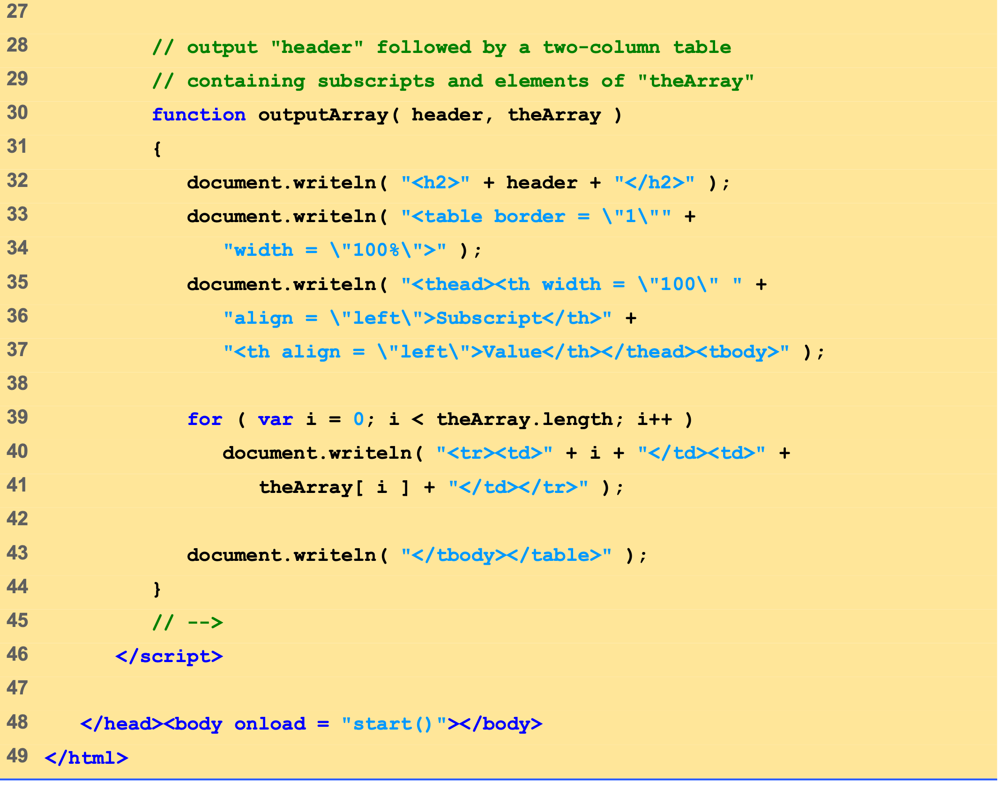 27
28 // output "header" followed by a two-column table
29 // containing subscripts and elements of "theArray"
30 function outputArray( header, theArray )
31 {
32 document.writeln( "<h2>" + header + "</h2>" );
33 document.writeln( "<table border = \"1\"" +
34 "width = \"100%\">" );
35 document.writeln( "<thead><th width = \"100\" " +
36 "align = \"left\">Subscript</th>" +
37 "<th align = \"left\">Value</th></thead><tbody>" );
38
39 for ( var i = 0; i < theArray.length; i++ )
40 document.writeln( "<tr><td>" + i + "</td><td>" +
41 theArray[ i ] + "</td></tr>" );
42
43 document.writeln( "</tbody></table>" );
44 }
45 // -->
46 </script>
47
48 </head><body onload = "start()"></body>
49 </html>